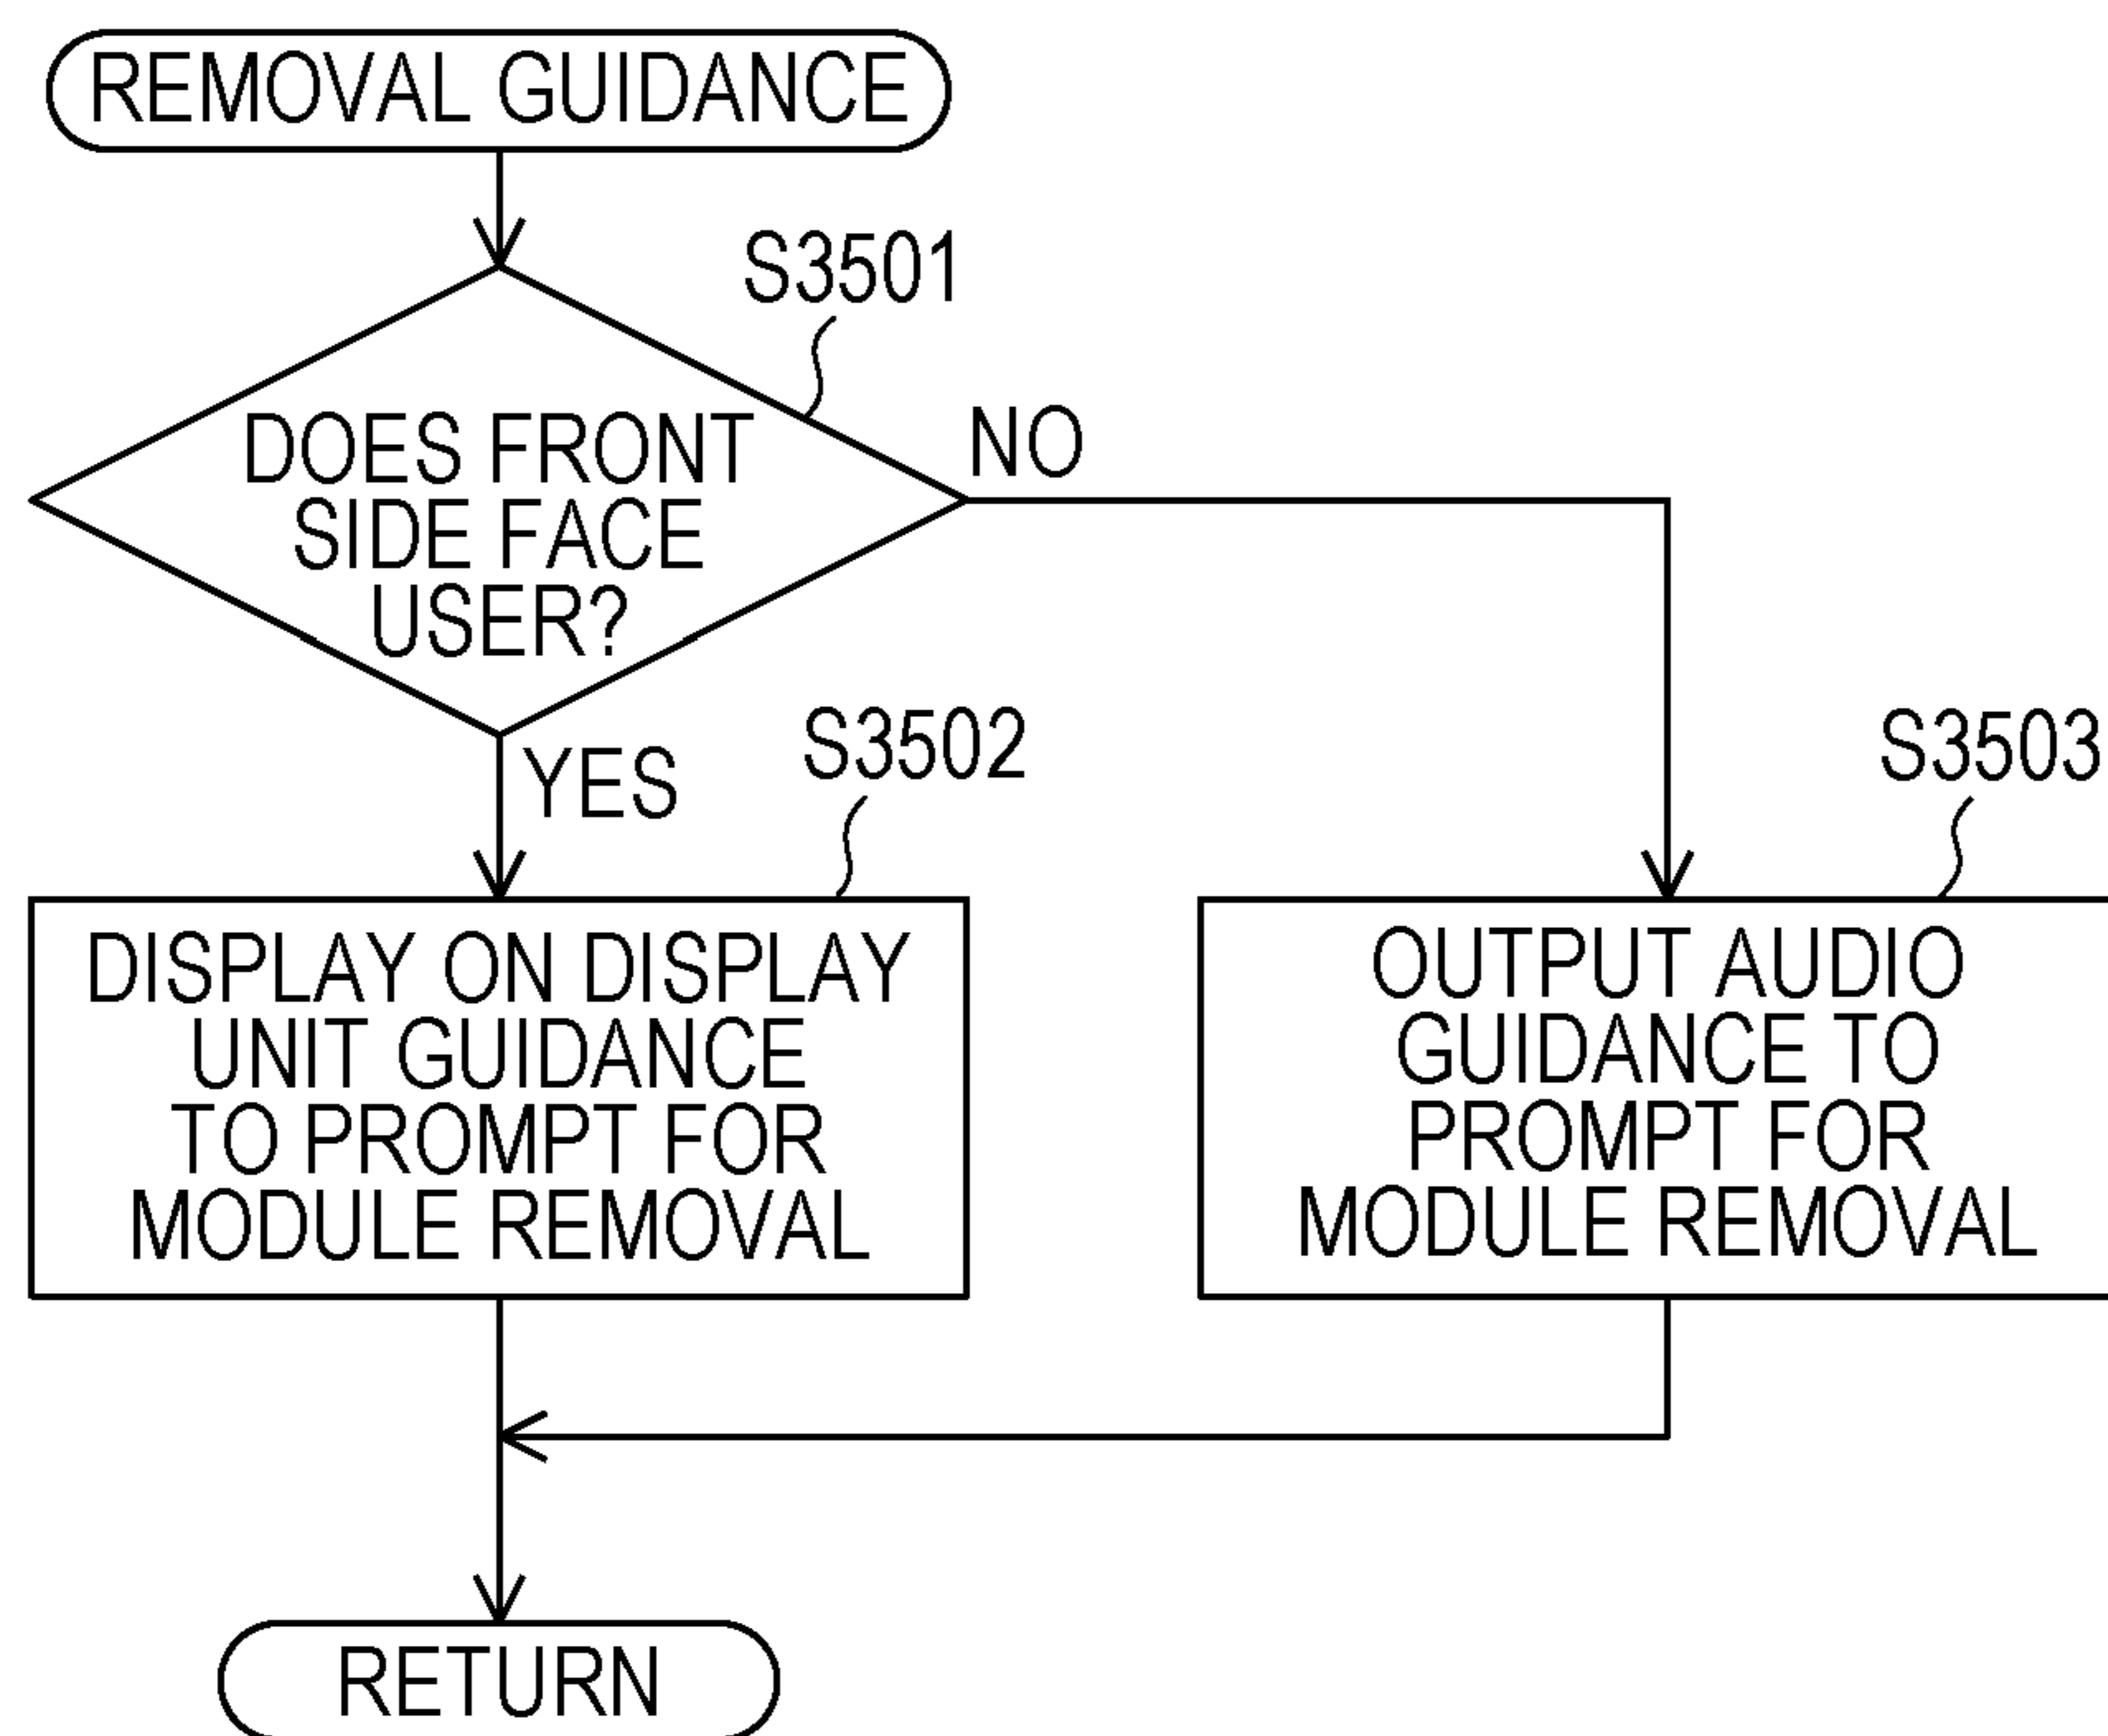 REMOVAL GUIDANCE
S3501
DOES FRONT
SIDE FACE
USER?
NO
YES
S3502
S3503
DISPLAY ON DISPLAY
UNIT GUIDANCE
TO PROMPT FOR
MODULE REMOVAL
OUTPUT AUDIO
GUIDANCE TO
PROMPT FOR
MODULE REMOVAL
RETURN